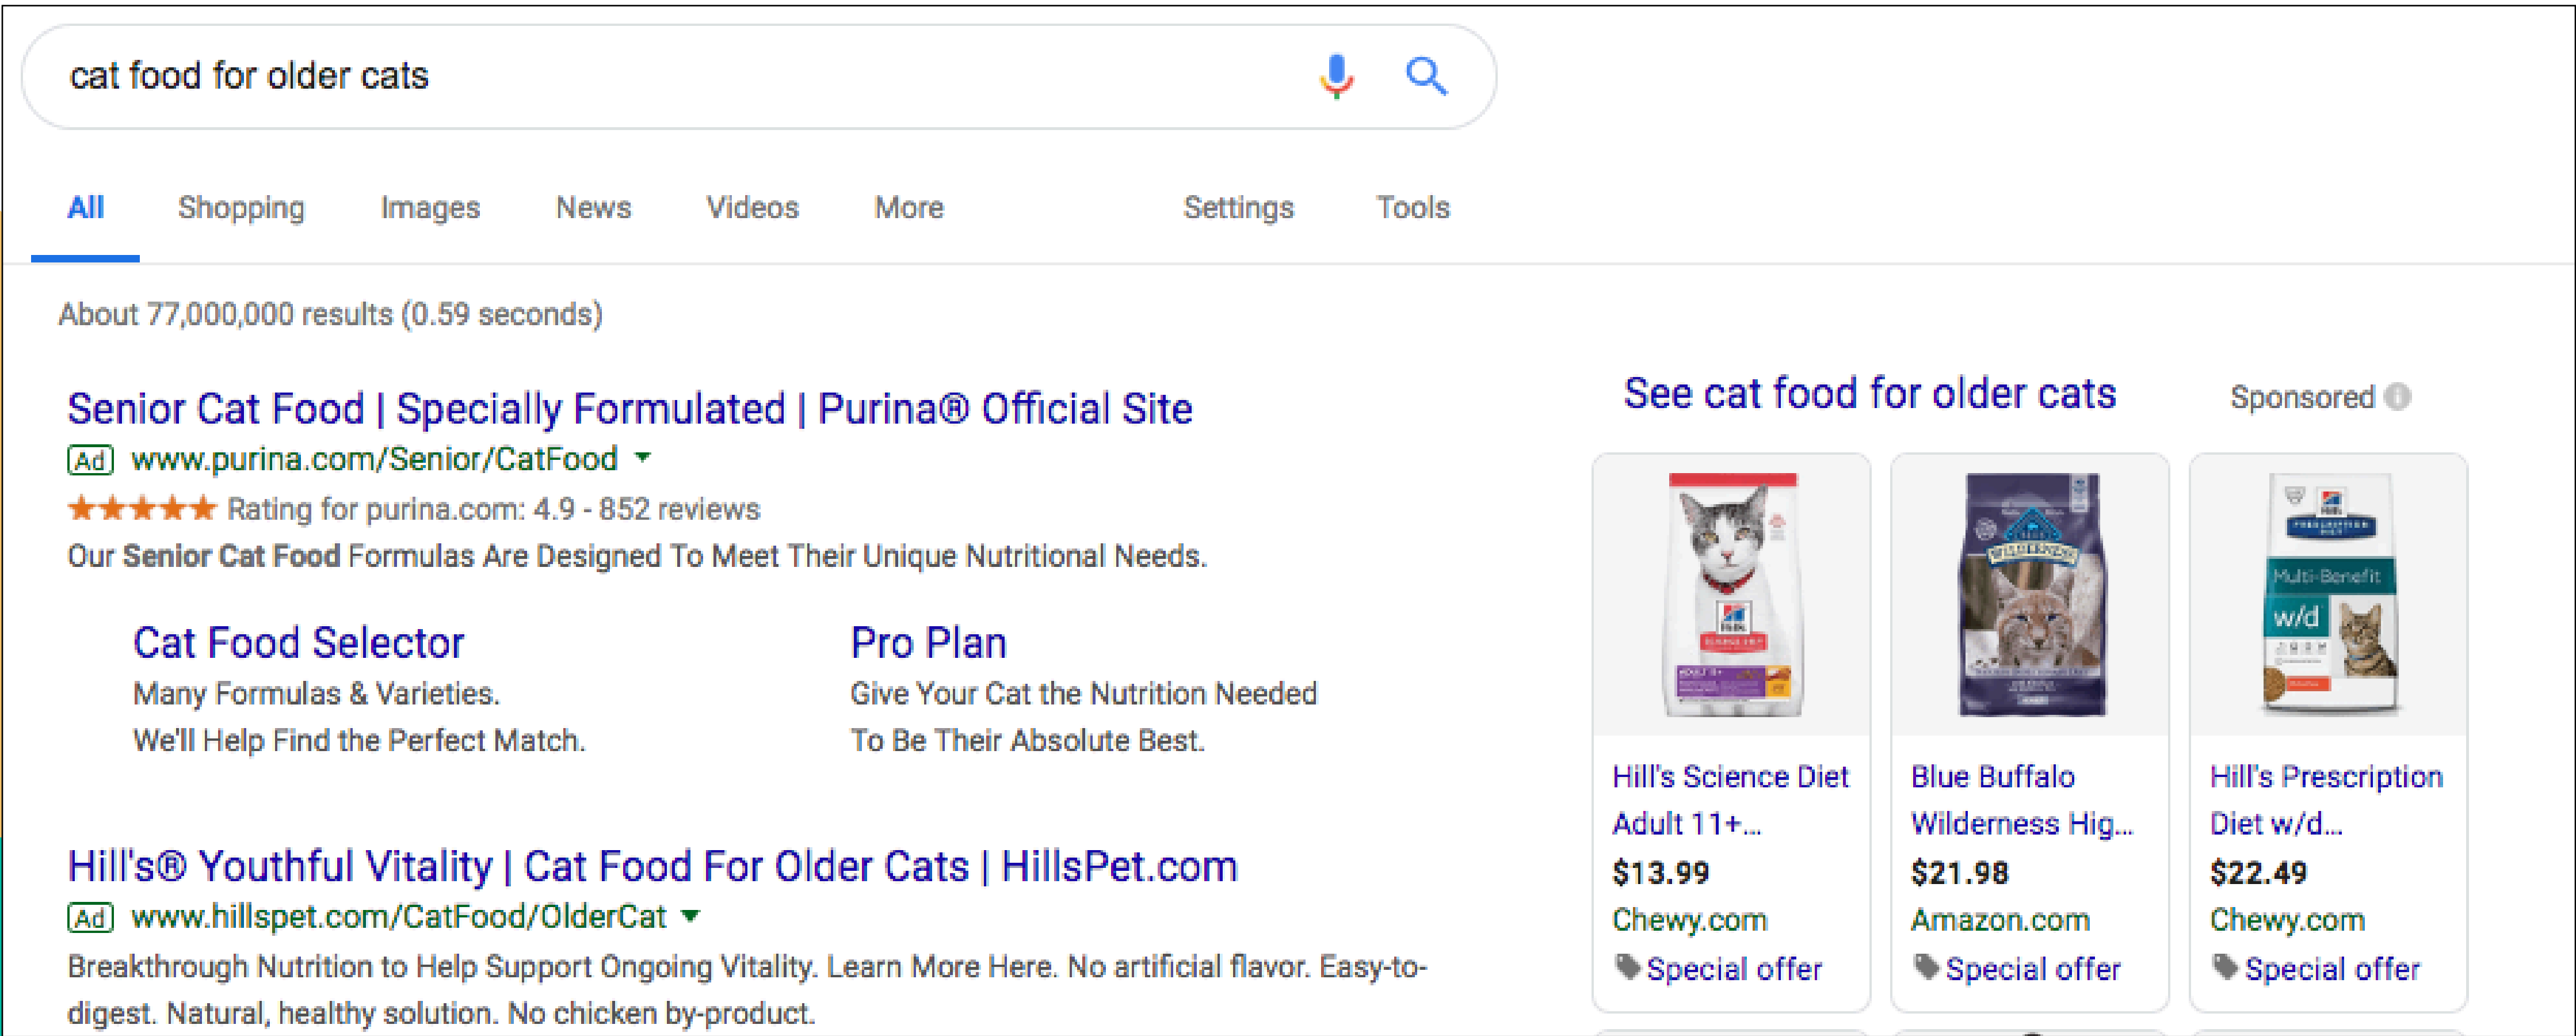 cat food for older cats
All Shopping Images News Videos More Settings Tools
About 77,000,000 results (0.59 seconds)
Senior Cat Food | Specially Formulated | Purina® Official Site
Ad www.purina.com/Senior/CatFood
Rating for purina.com: 4.9 - 852 reviews
Our Senior Cat Food Formulas Are Designed To Meet Their Unique Nutritional Needs.
Cat Food Selector
Many Formulas & Varieties.
We'll Help Find the Perfect Match.
Pro Plan
Give Your Cat the Nutrition Needed
To Be Their Absolute Best.
Hill's® Youthful Vitality | Cat Food For Older Cats | HillsPet.com
Ad www.hillspet.com/CatFood/OlderCat
Breakthrough Nutrition to Help Support Ongoing Vitality. Learn More Here. No artificial flavor. Easy-to-
digest. Natural, healthy solution. No chicken by-product.
See cat food for older cats Sponsored
Hill's Science Diet
Adult 11+...
$13.99
Chewy.com
Special offer
WILDERNESS
Blue Buffalo
Wilderness Hig...
$21.98
Amazon.com
Special offer
PRESCRIPTION
DIET
Multi-Benefit
w/d
Hill's Prescription
Diet w/d...
$22.49
Chewy.com
Special offer